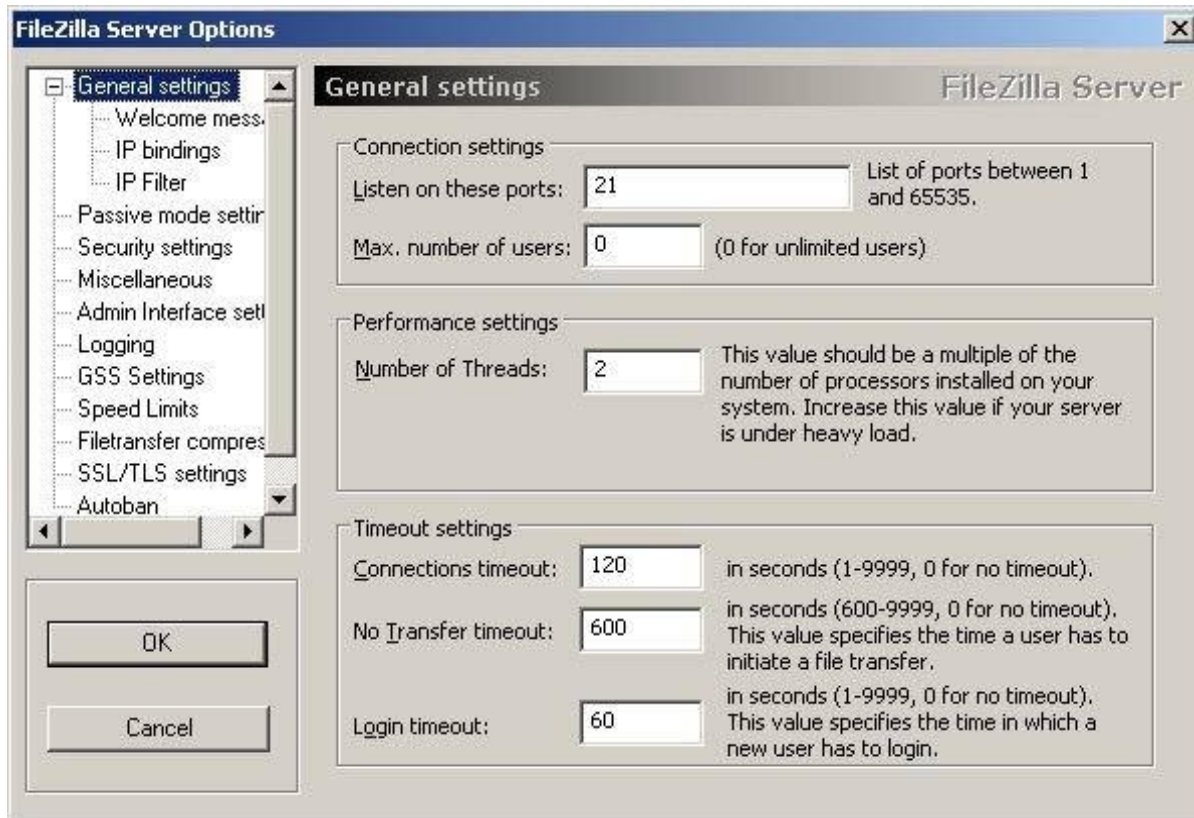 FileZilla Server Options
General settings
Welcome mess
IP bindings
IP Filter
Passive mode settin
Security settings
Miscellaneous
Admin Interface sett
Logging
GSS Settings
Speed Limits
Filetransfer compres
SSL/TLS settings
Autoban
OK
Cancel
General settings
FileZilla Server
Connection settings
Listen on these ports: 21
List of ports between 1
and 65535.
Max. number of users: 0 (0 for unlimited users)
Performance settings
Number of Threads: 2
This value should be a multiple of the
number of processors installed on your
system. Increase this value if your server
is under heavy load.
Timeout settings
Connections timeout: 120 in seconds (1-9999, 0 for no timeout).
No Transfer timeout: 600
in seconds (600-9999, 0 for no timeout).
This value specifies the time a user has to
initiate a file transfer.
Login timeout: 60
in seconds (1-9999, 0 for no timeout).
This value specifies the time in which a
new user has to login.